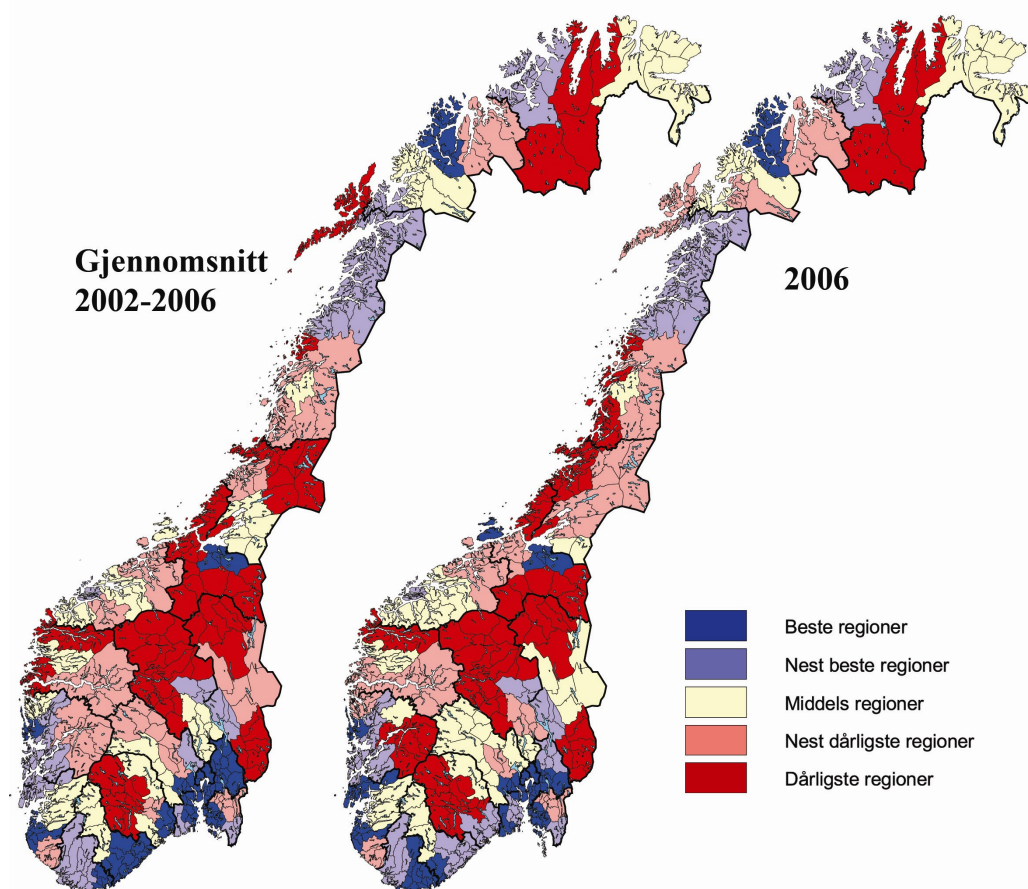 Gjennomsnitt
2002-2006
2006
Beste regioner
Nest beste regioner
Middels regioner
Nest dårligste regioner
Dårligste regioner